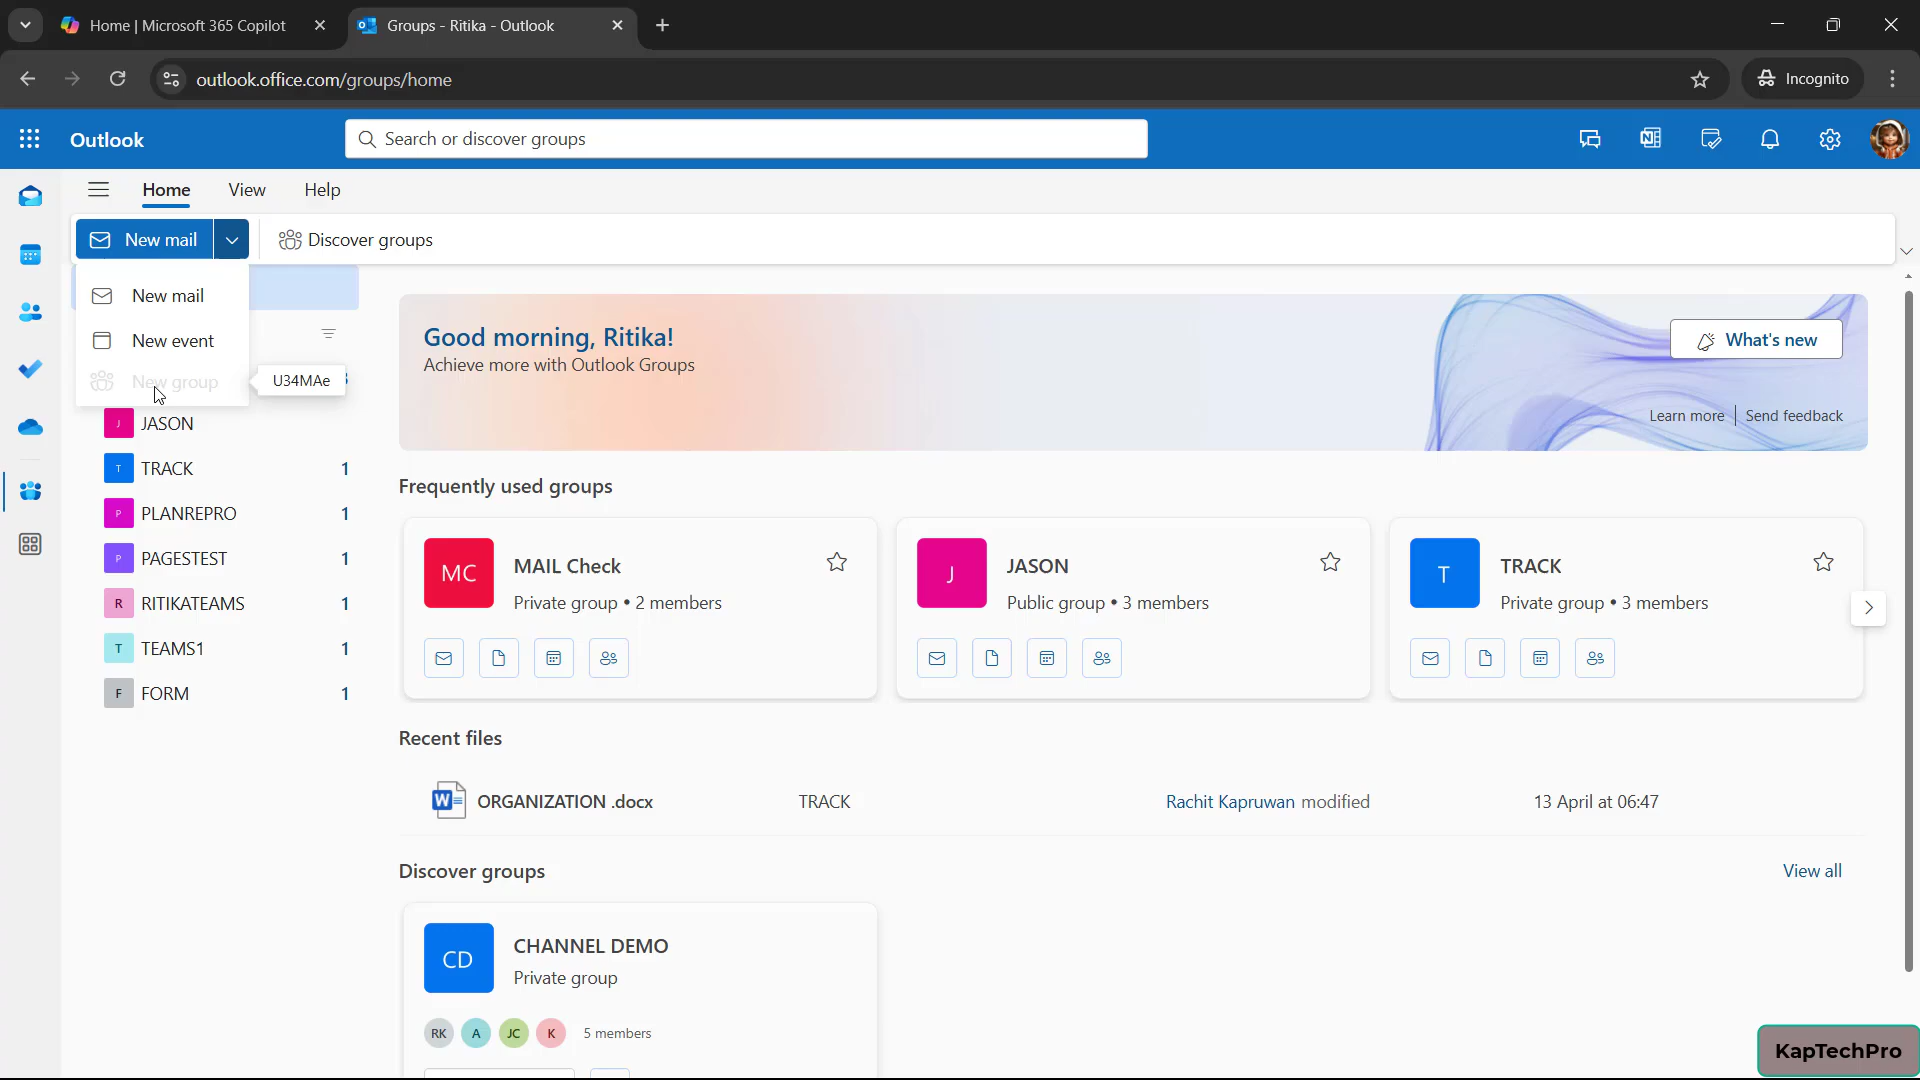 Home | Microsoft 365 Copilot
Groups - Ritika - Outlook
outlook.office.com/groups/home
Incognito
Outlook
Search or discover groups
Home View Help
New mail
Discover groups
New mail
New event
New group
U34MAe
JASON
TRACK 1
PLANREPRO 1
PAGESTEST 1
RITIKATEAMS 1
TEAMS1 1
FORM 1
Good morning, Ritika!
Achieve more with Outlook Groups
What's new
Learn more | Send feedback
Frequently used groups
MC
MAIL Check
Private group • 2 members
J
JASON
Public group • 3 members
T
TRACK
Private group • 3 members
Recent files
ORGANIZATION .docx TRACK Rachit Kapruwan modified 13 April at 06:47
Discover groups
View all
CD
CHANNEL DEMO
Private group
RK A JC K 5 members
KapTechPro